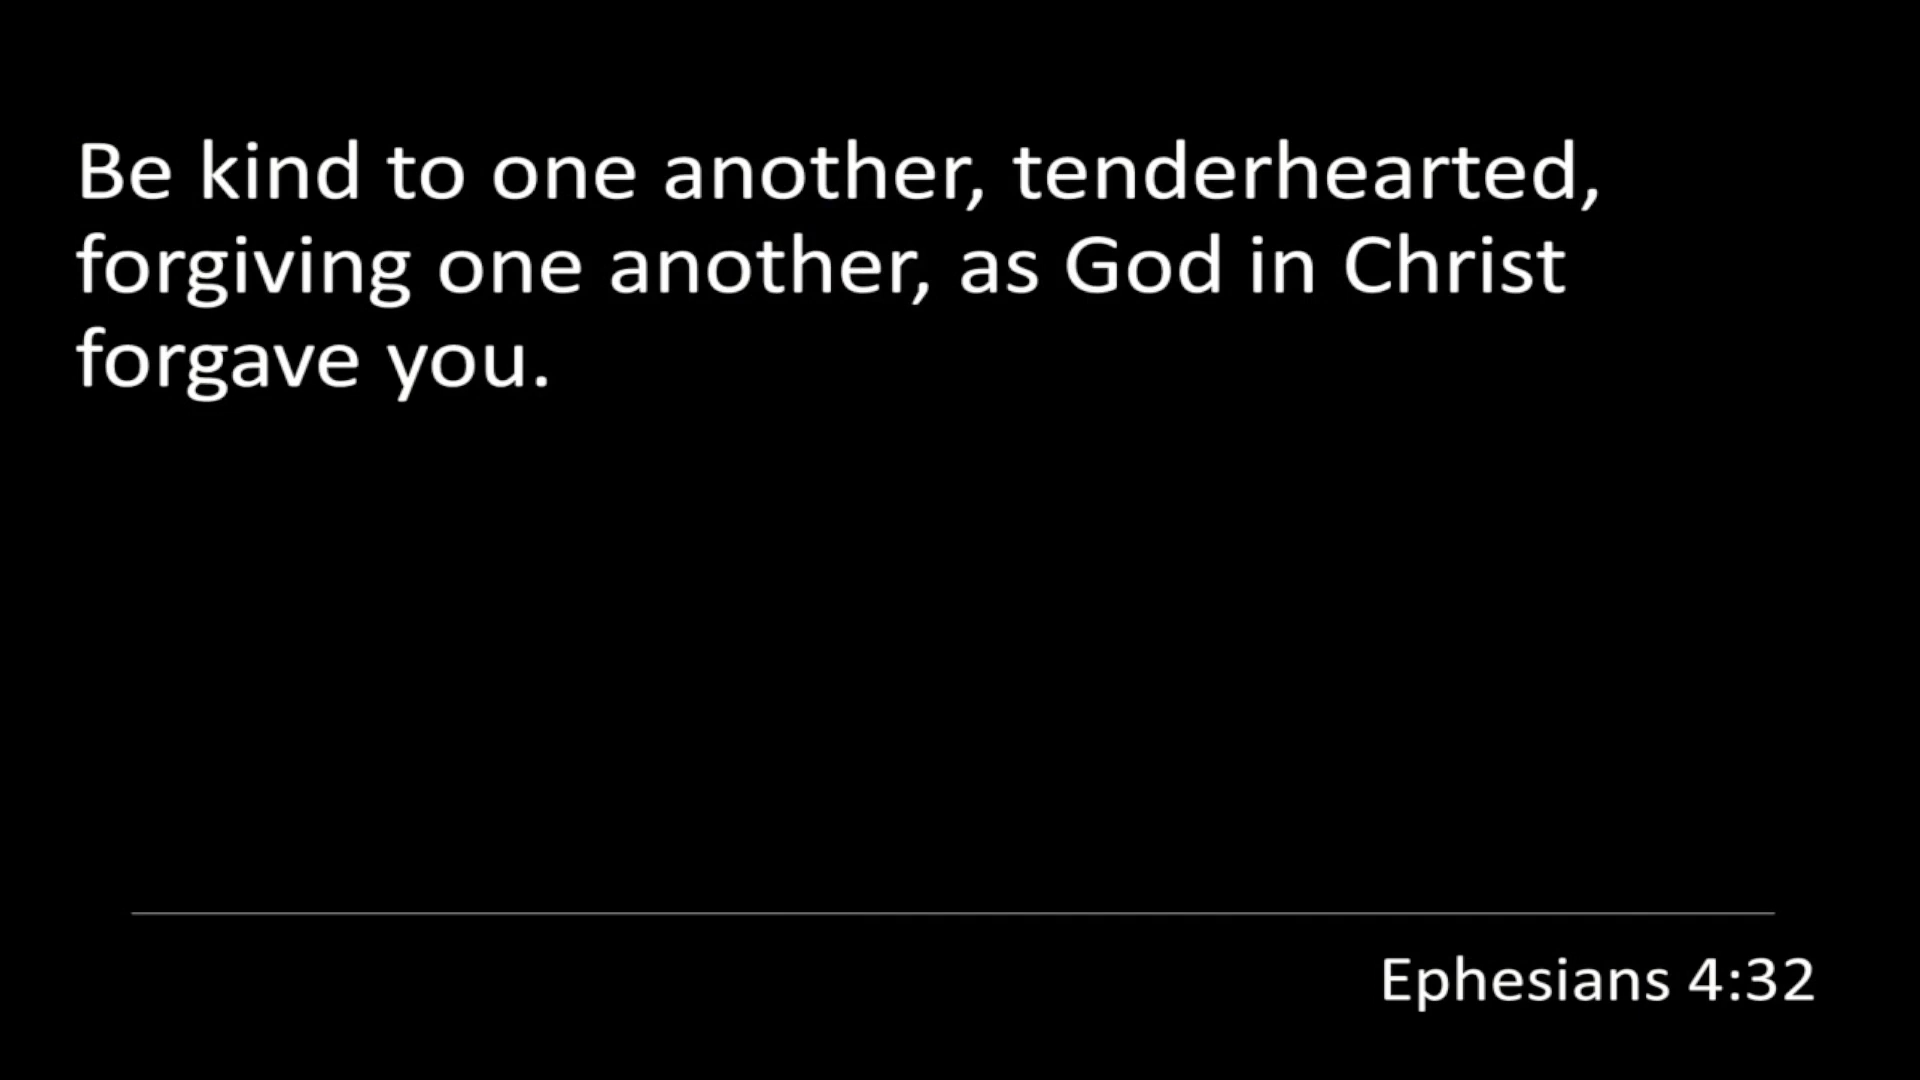 Be kind to one another, tenderhearted,
forgiving one another, as God in Christ
forgave you.
Ephesians 4:32